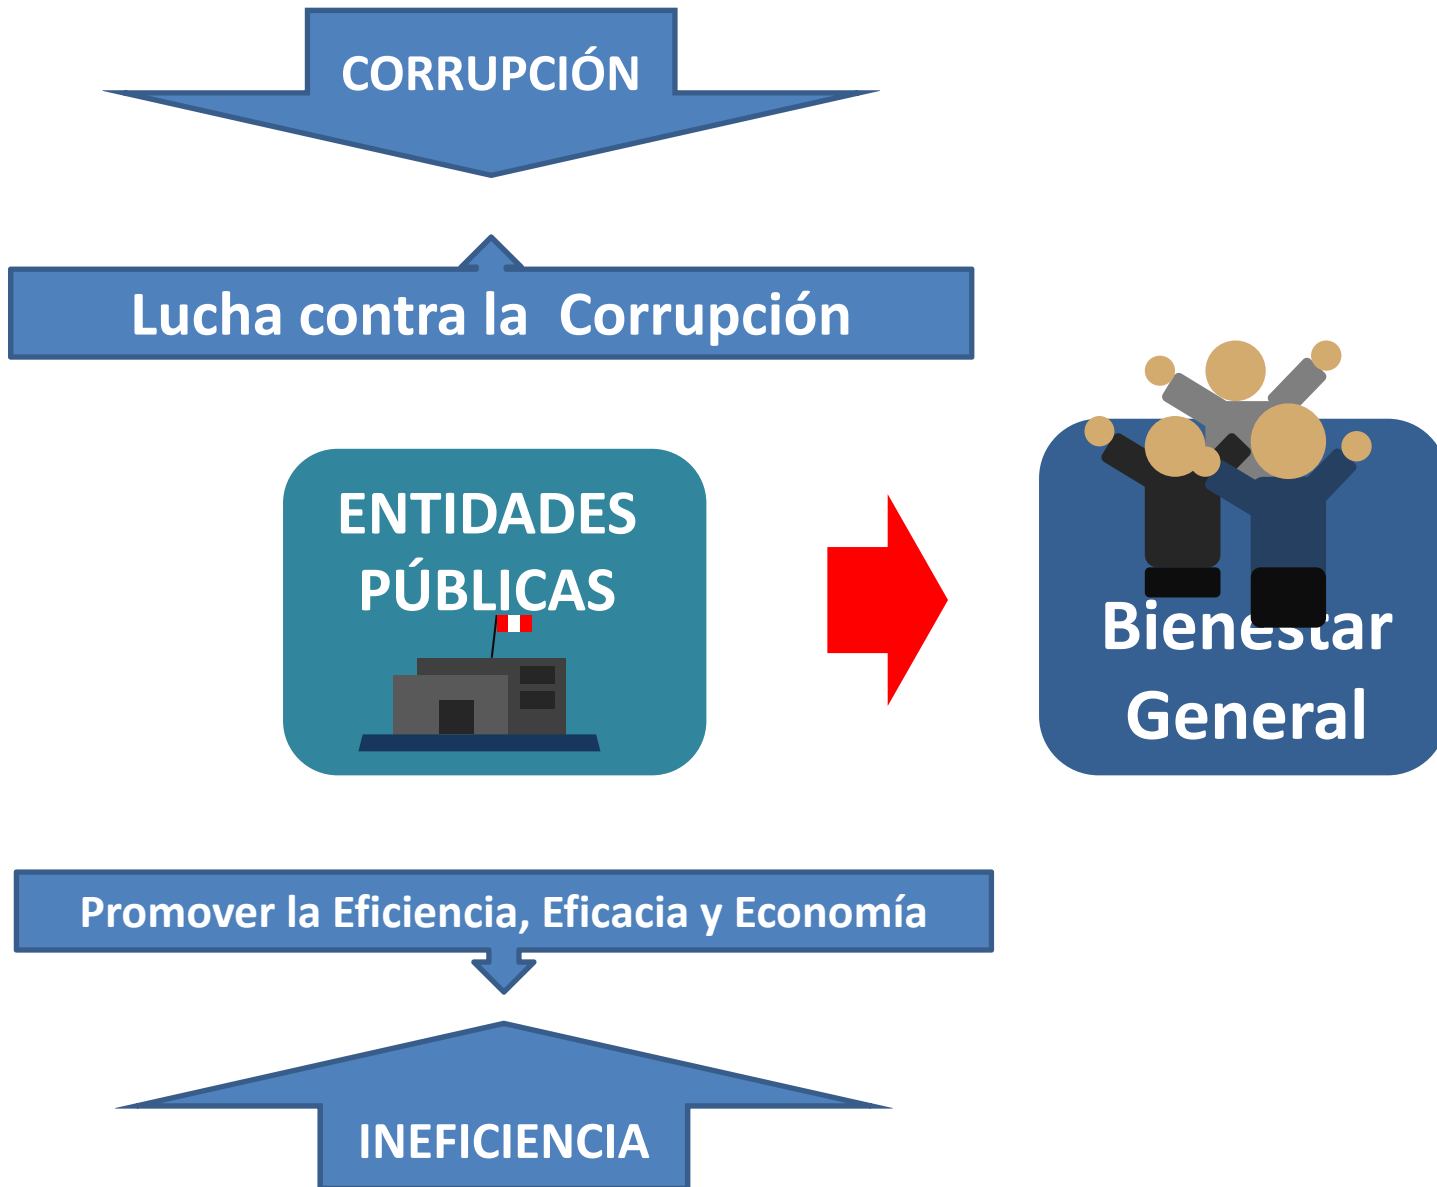 CORRUPCIÓN
Lucha contra la  Corrupción
ENTIDADES
PÚBLICAS
Bienestar
General
Promover la Eficiencia, Eficacia y Economía
INEFICIENCIA